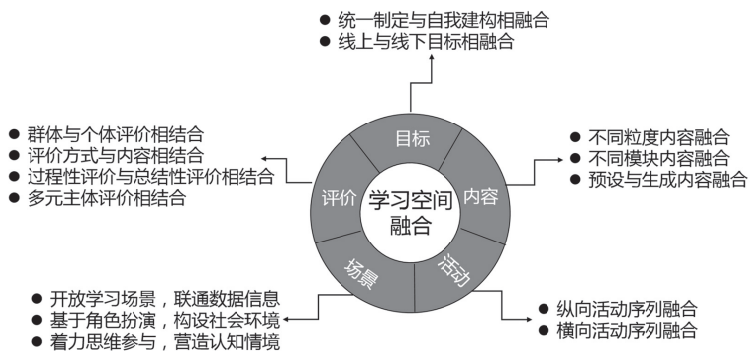 ● 统一制定与自我建构相融合
● 线上与线下目标相融合
● 群体与个体评价相结合
● 评价方式与内容相结合
● 过程性评价与总结性评价相结合
● 多元主体评价相结合
目标
评价
学习空间
融合
内容
场景
活动
● 不同粒度内容融合
● 不同模块内容融合
● 预设与生成内容融合
● 开放学习场景，联通数据信息
● 基于角色扮演，构设社会环境
● 着力思维参与，营造认知情境
● 纵向活动序列融合
● 横向活动序列融合